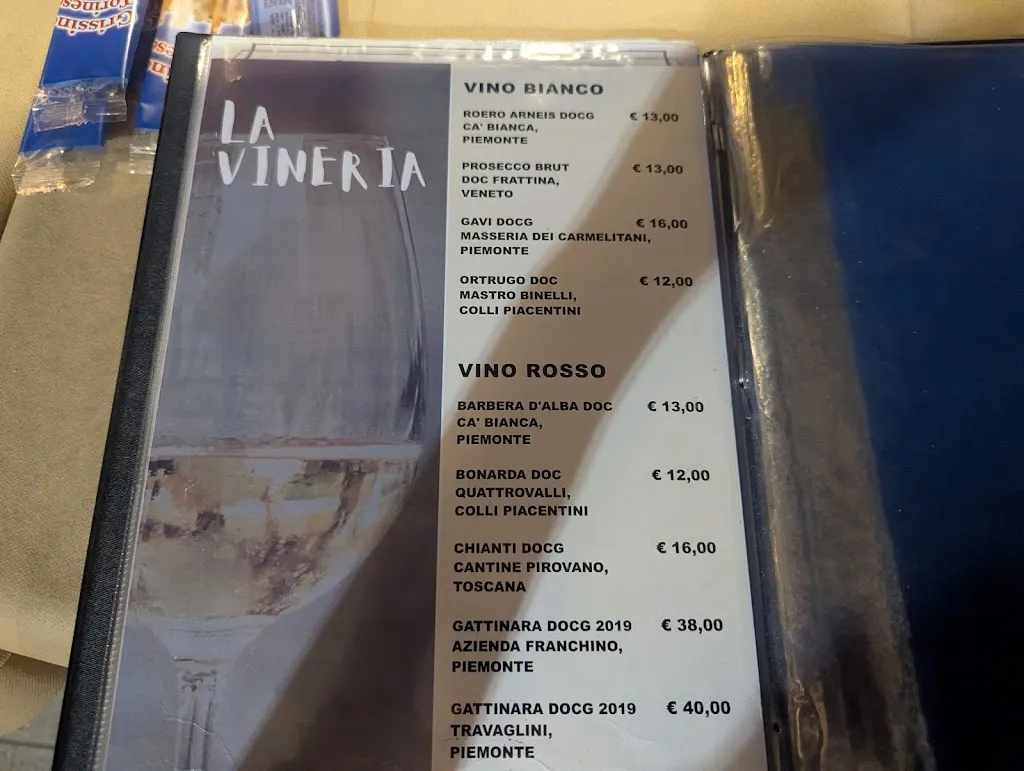 Grissin
Torines
LA
VINERIA
VINO BIANCO
ROERO ARNEIS DOCG € 13,00
CA' BIANCA,
PIEMONTE
PROSECCO BRUT € 13,00
DOC FRATTINA,
VENETO
GAVI DOCG € 16,00
MASSERIA DEI CARMELITANI,
PIEMONTE
ORTRUGO DOC € 12,00
MASTRO BINELLI,
COLLI PIACENTINI
VINO ROSSO
BARBERA D'ALBA DOC € 13,00
CA' BIANCA,
PIEMONTE
BONARDA DOC € 12,00
QUATTROVALLI,
COLLI PIACENTINI
CHIANTI DOCG € 16,00
CANTINE PIROVANO,
TOSCANA
GATTINARA DOCG 2019 € 38,00
AZIENDA FRANCHINO,
PIEMONTE
GATTINARA DOCG 2019 € 40,00
TRAVAGLINI,
PIEMONTE